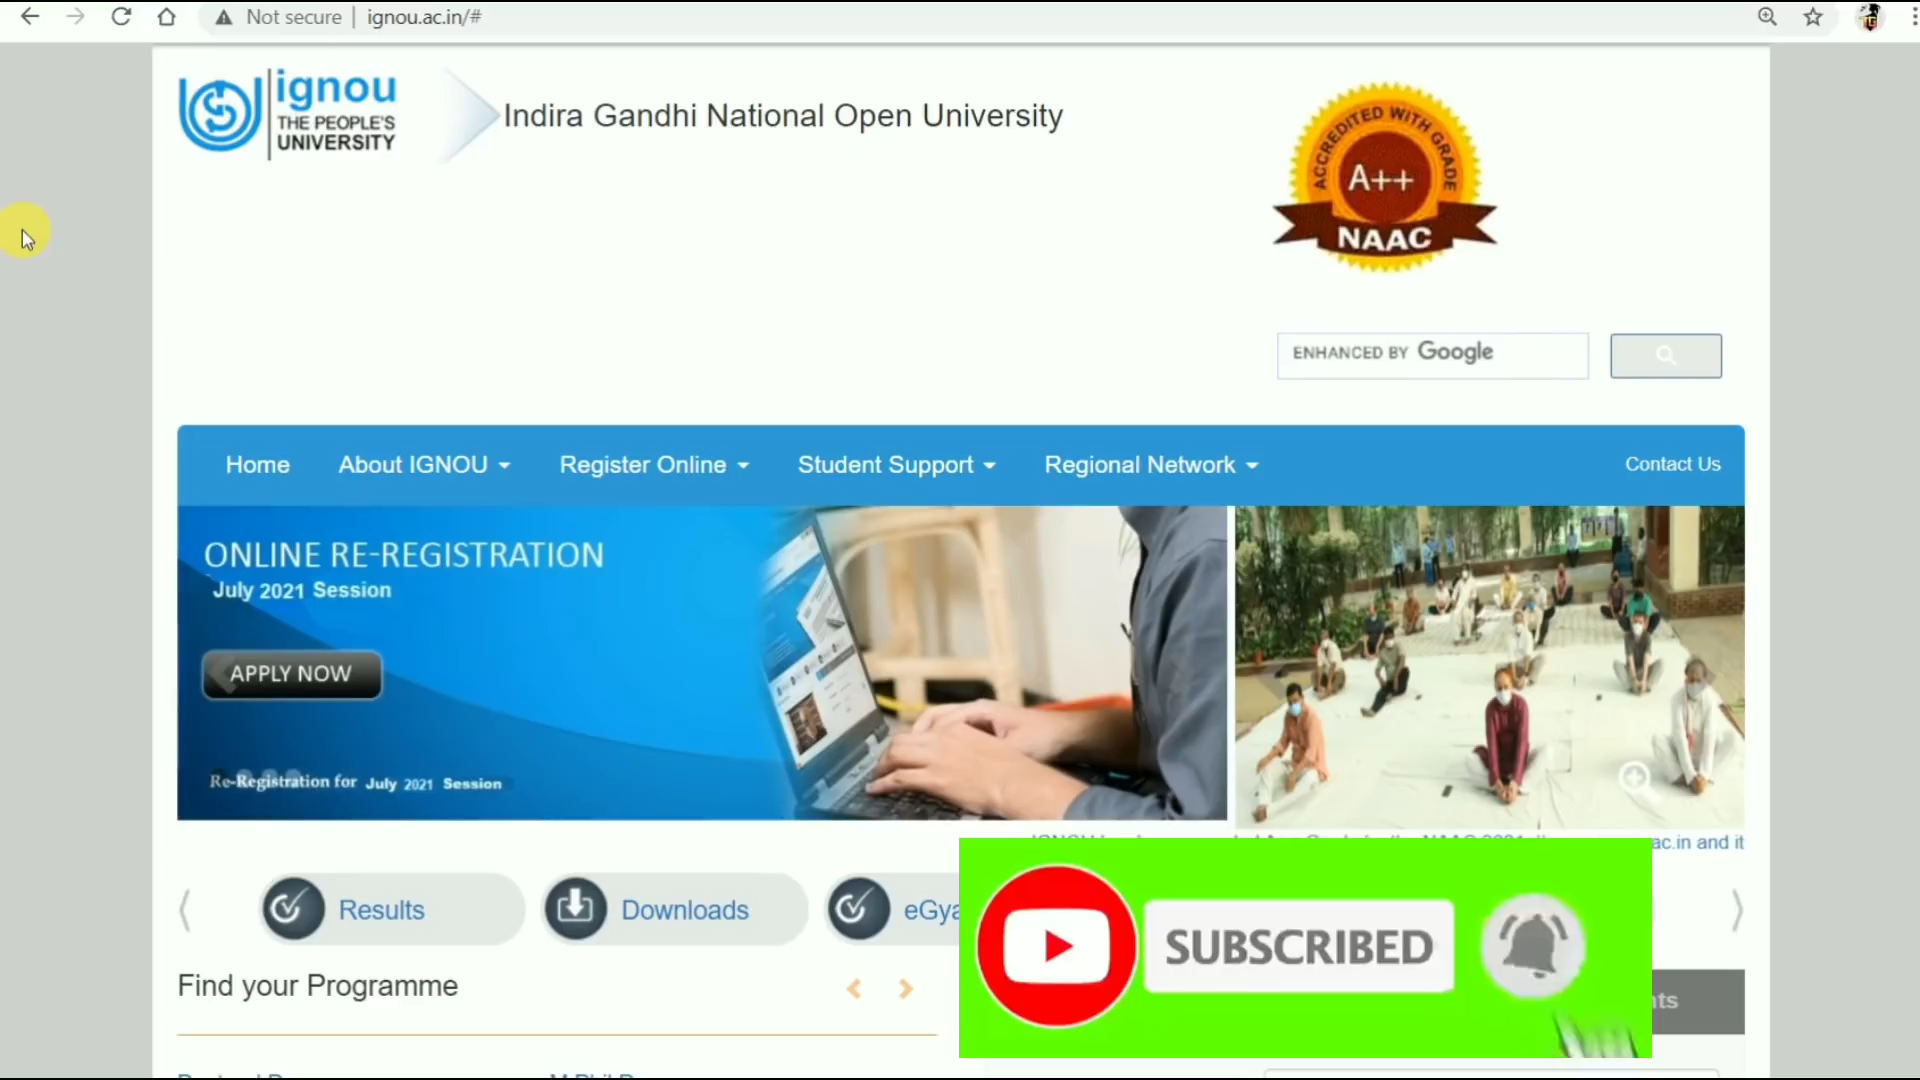 Not secure | ignou.ac.in/#
ignou
THE PEOPLE'S
UNIVERSITY
Indira Gandhi National Open University
ACCREDITED WITH GRADE
A++
NAAC
ENHANCED BY Google
Home
About IGNOU
Register Online
Student Support
Regional Network
Contact Us
ONLINE RE-REGISTRATION
July 2021 Session
APPLY NOW
Re-Registration for July 2021 Session
ac.in and it
Results
Downloads
eGya
SUBSCRIBED
Find your Programme
nts